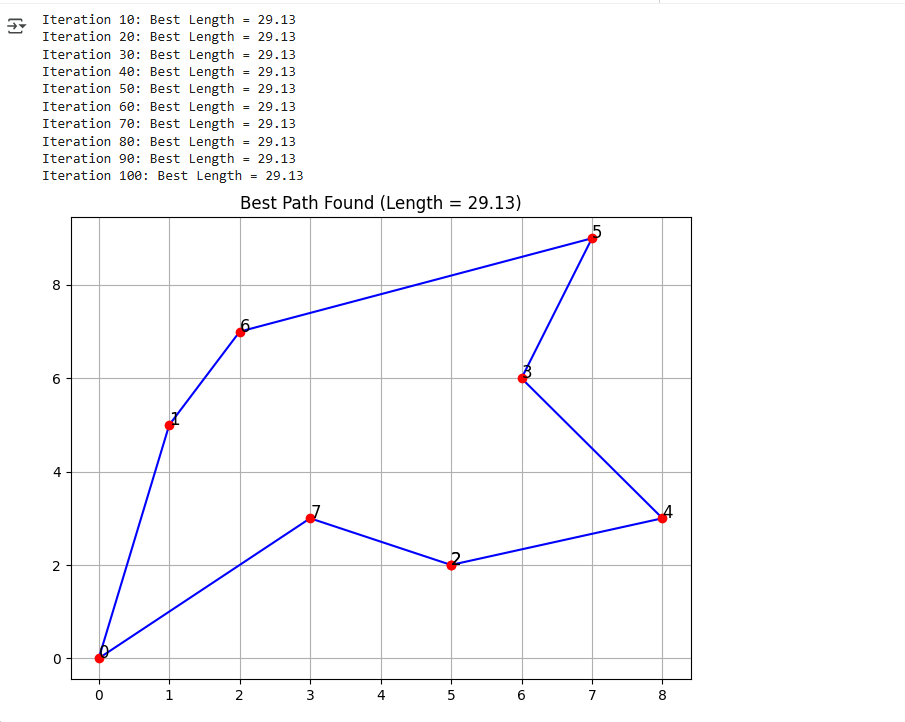 Iteration 10: Best Length = 29.13
Iteration 20: Best Length = 29.13
Iteration 30: Best Length = 29.13
Iteration 40: Best Length = 29.13
Iteration 50: Best Length = 29.13
Iteration 60: Best Length = 29.13
Iteration 70: Best Length = 29.13
Iteration 80: Best Length = 29.13
Iteration 90: Best Length = 29.13
Iteration 100: Best Length = 29.13
Best Path Found (Length = 29.13)
5
8
6
6
3
1
4
7
4
2
2
0
0
0 1 2 3 4 5 6 7 8